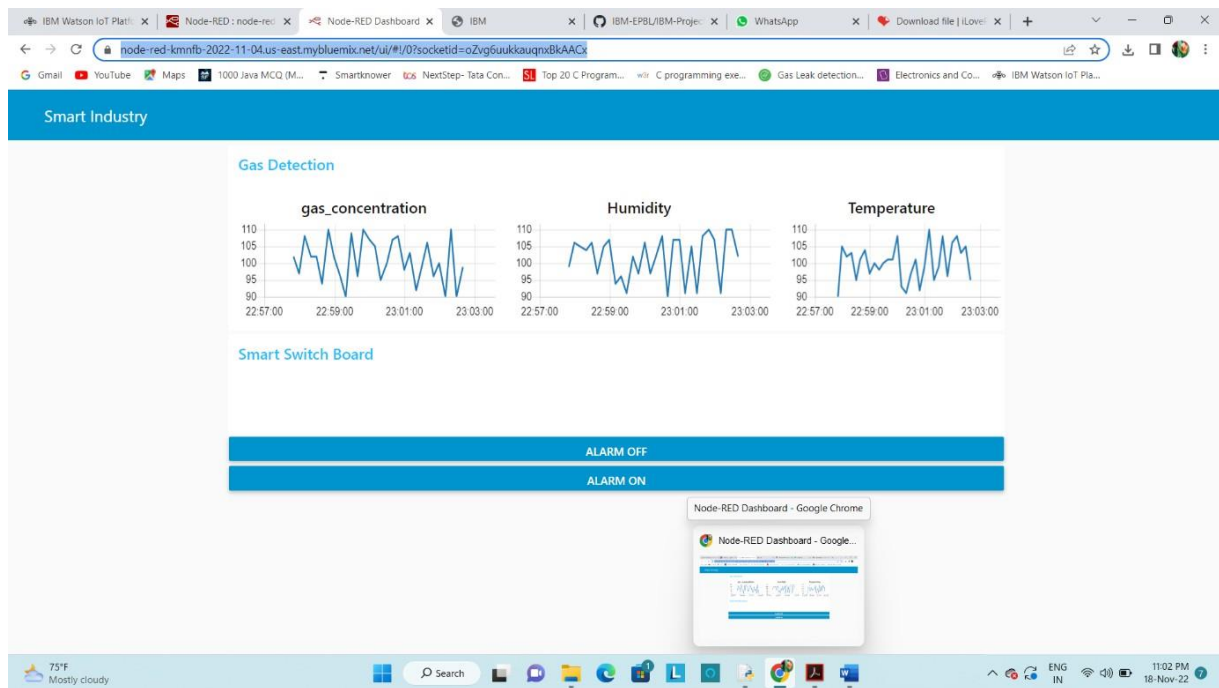 IBM Watson IoT Platfo
Node-RED : node-red
Node-RED Dashboard
IBM
IBM-EPBL/IBM-Projec
WhatsApp
Download file | iLovel
node-red-kmnfb-2022-11-04.us-east.mybluemix.net/ui/#!/0?socketid=oZvg6uukkauqnxBkAACx
Gmail
YouTube
Maps
1000 Java MCQ (M...
Smartknower
tcs NextStep- Tata Con...
SL Top 20 C Program...
w3r C programming exe...
Gas Leak detection...
Electronics and Co...
IBM Watson IoT Pla...
Smart Industry
Gas Detection
gas_concentration
110
105
100
95
90
22:57:00 22:59:00 23:01:00 23:03:00
Humidity
110
105
100
95
90
22:57:00 22:59:00 23:01:00 23:03:00
Temperature
110
105
100
95
90
22:57:00 22:59:00 23:01:00 23:03:00
Smart Switch Board
ALARM OFF
ALARM ON
Node-RED Dashboard - Google Chrome
Node-RED Dashboard - Google...
75°F
Mostly cloudy
Search
ENG
IN
11:02 PM
18-Nov-22
7